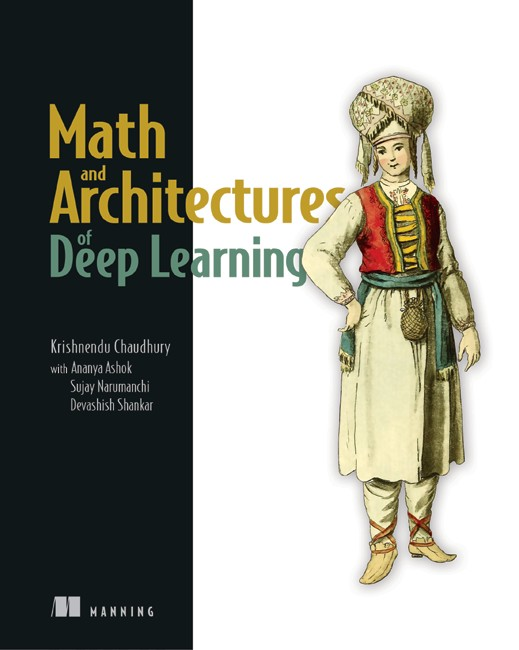 Math
and
Architectures
of
Deep Learning
Krishnendu Chaudhury
with Ananya Ashok
Sujay Narumanchi
Devashish Shankar
MANNING